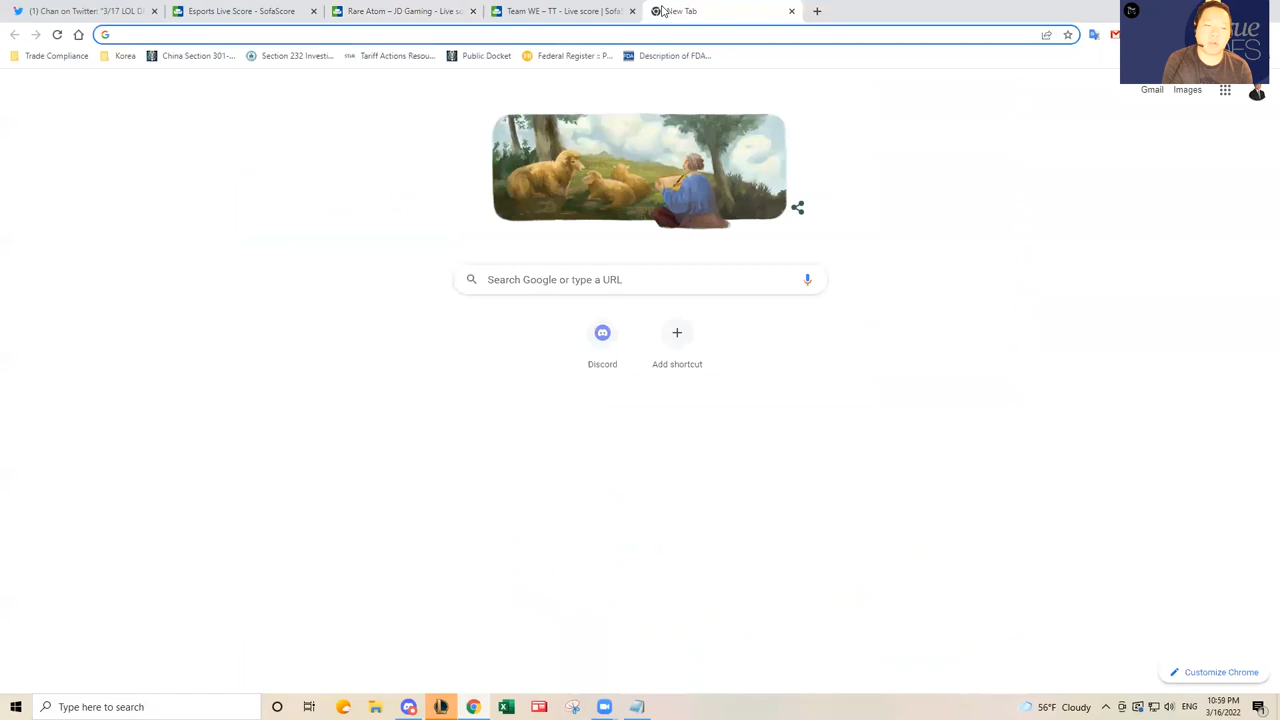 (1) Chan on Twitter: "3/17 LOL D
Esports Live Score - SofaScore
Rare Atom – JD Gaming - Live sc
Team WE – TT - Live score | Sofa
New Tab
Trade Compliance
Korea
China Section 301-...
Section 232 Investi...
Tariff Actions Resou...
Public Docket
Federal Register :: P...
Description of FDA...
Gmail
Images
Search Google or type a URL
Discord
Add shortcut
Customize Chrome
Type here to search
56°F Cloudy
ENG
10:59 PM
3/16/2022